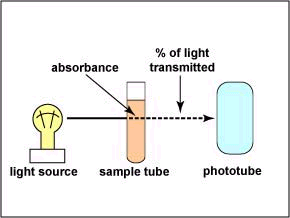 % of light
transmitted
absorbance
light source
sample tube
phototube